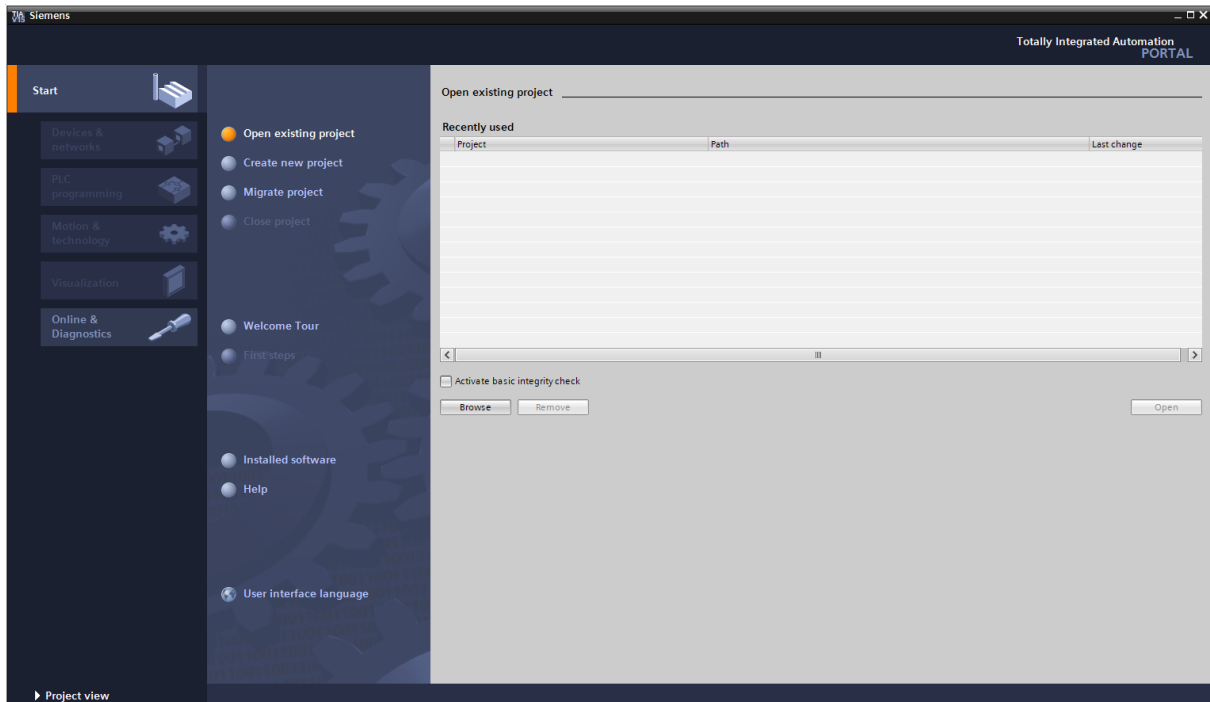 Siemens
Totally Integrated Automation
PORTAL
Start
Devices &
networks
PLC
programming
Motion &
technology
Visualization
Online &
Diagnostics
Project view
Open existing project
Create new project
Migrate project
Close project
Welcome Tour
First steps
Installed software
Help
User interface language
Open existing project
Recently used
Project Path Last change
Activate basic integrity check
Browse Remove Open